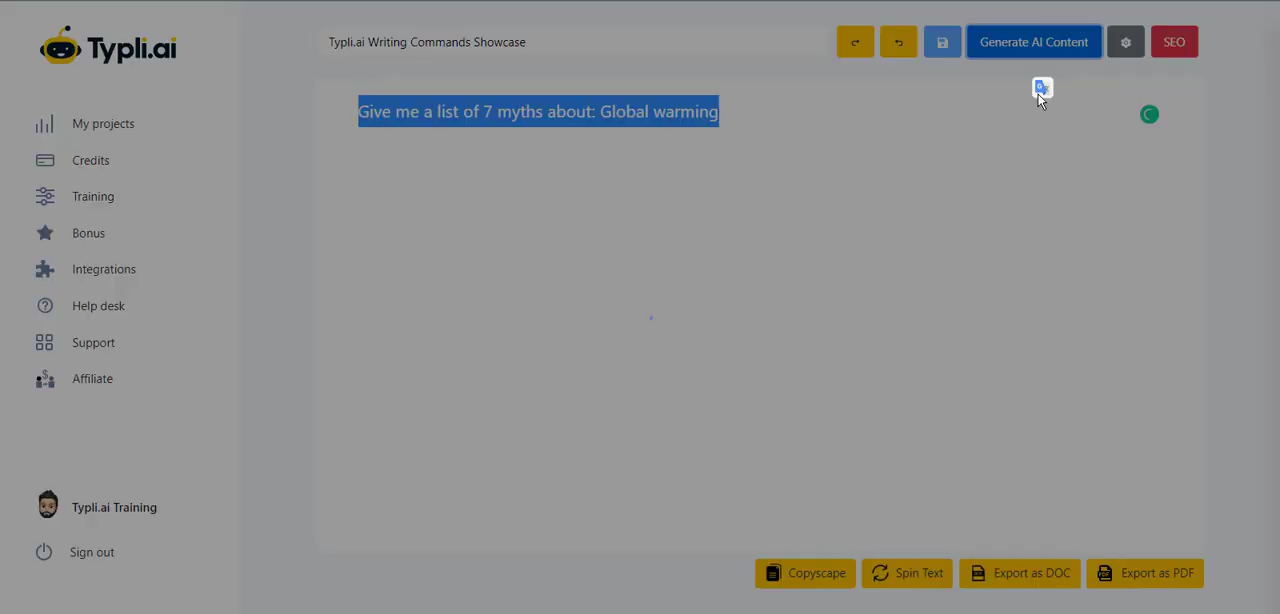 Typli.ai
Typli.ai Writing Commands Showcase
Generate AI Content
SEO
Give me a list of 7 myths about: Global warming
My projects
Credits
Training
Bonus
Integrations
Help desk
Support
Affiliate
Typli.ai Training
Sign out
Copyscape
Spin Text
Export as DOC
Export as PDF